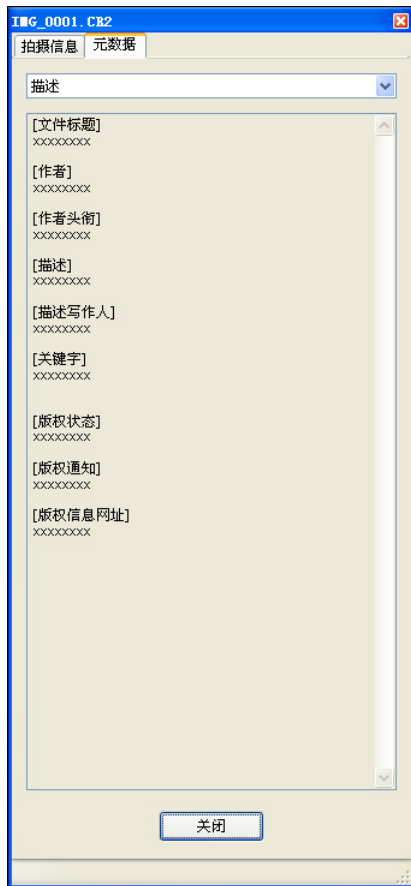 IMG_0001.CR2
拍摄信息 元数据
描述
[文件标题]
xxxxxxxx
[作者]
xxxxxxxx
[作者头衔]
xxxxxxxx
[描述]
xxxxxxxx
[描述写作人]
xxxxxxxx
[关键字]
xxxxxxxx
[版权状态]
xxxxxxxx
[版权通知]
xxxxxxxx
[版权信息网址]
xxxxxxxx
关闭